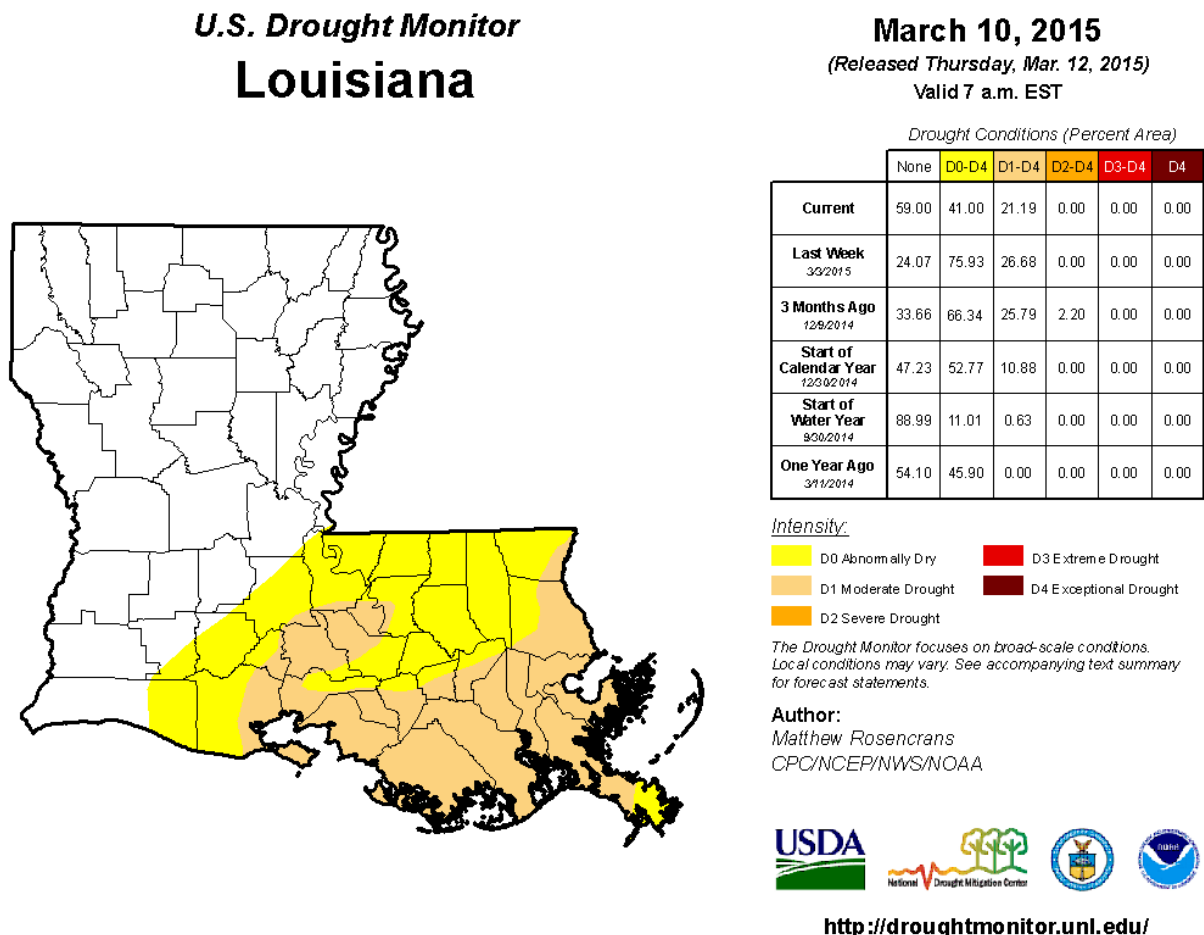 U.S. Drought Monitor
Louisiana
March 10, 2015
(Released Thursday, Mar. 12, 2015)
Valid 7 a.m. EST
Drought Conditions (Percent Area)
None D0-D4 D1-D4 D2-D4 D3-D4 D4
Current 59.00 41.00 21.19 0.00 0.00 0.00
Last Week
3/3/2015
24.07 75.93 26.68 0.00 0.00 0.00
3 Months Ago
12/9/2014
33.66 66.34 25.79 2.20 0.00 0.00
Start of
Calendar Year
12/30/2014
47.23 52.77 10.88 0.00 0.00 0.00
Start of
Water Year
9/30/2014
88.99 11.01 0.63 0.00 0.00 0.00
One Year Ago
3/11/2014
54.10 45.90 0.00 0.00 0.00 0.00
Intensity:
D0 Abnormally Dry
D1 Moderate Drought
D2 Severe Drought
D3 Extreme Drought
D4 Exceptional Drought
The Drought Monitor focuses on broad-scale conditions.
Local conditions may vary. See accompanying text summary
for forecast statements.
Author:
Matthew Rosencrans
CPC/NCEP/NWS/NOAA
USDA
National Drought Mitigation Center
NOAA
http://droughtmonitor.unl.edu/